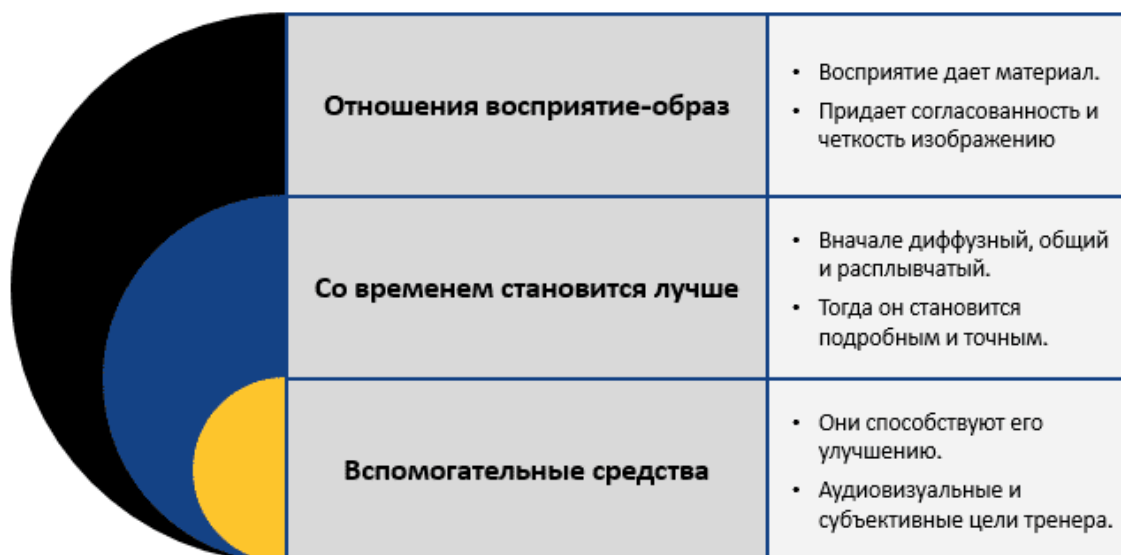 Отношения восприятие-образ
• Восприятие дает материал.
• Придает согласованность и
четкость изображению
Со временем становится лучше
• Вначале диффузный, общий
и расплывчатый.
• Тогда он становится
подробным и точным.
Вспомогательные средства
• Они способствуют его
улучшению.
• Аудиовизуальные и
субъективные цели тренера.